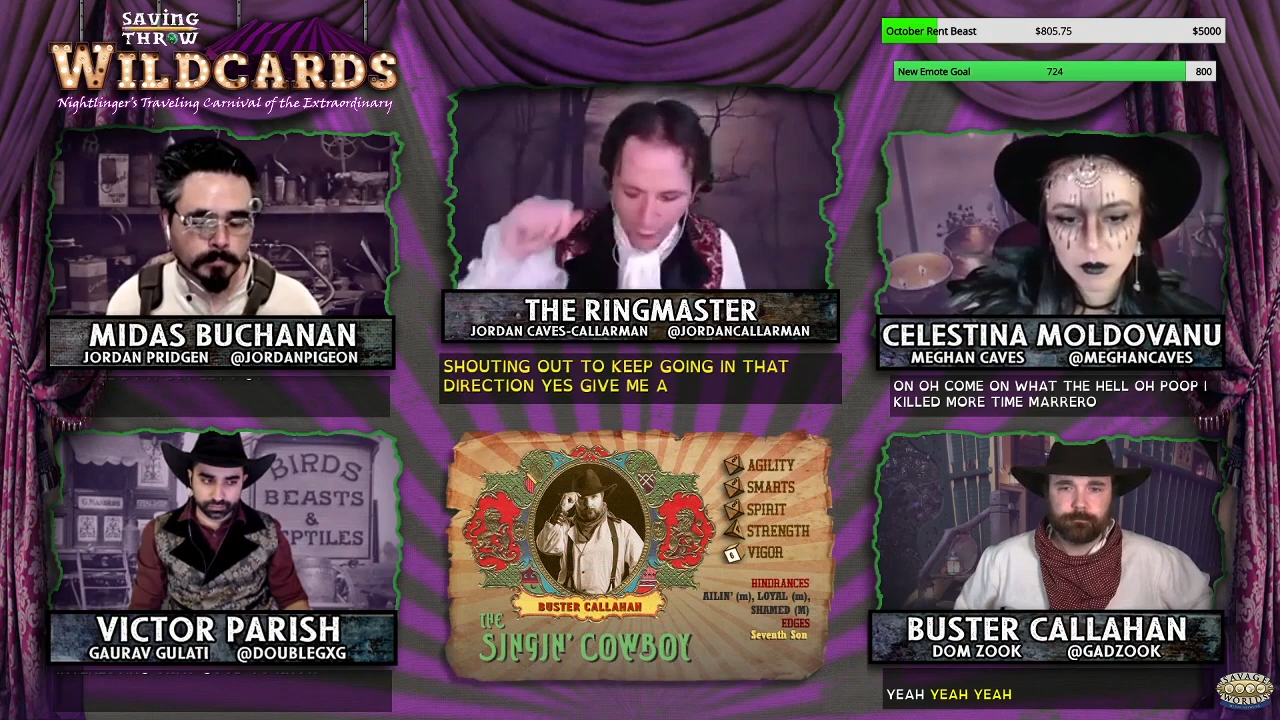 SAVING
THROW
WILDCARDS
Nightlinger's Traveling Carnival of the Extraordinary
October Rent Beast $805.75 $5000
New Emote Goal 724 800
MIDAS BUCHANAN
JORDAN PRIDGEN @JORDANPIGEON
THE RINGMASTER
JORDAN CAVES-CALLARMAN @JORDANCALLARMAN
SHOUTING OUT TO KEEP GOING IN THAT
DIRECTION YES GIVE ME A
CELESTINA MOLDOVANU
MEGHAN CAVES @MEGHANCAVES
ON OH COME ON WHAT THE HELL OH POOP I
KILLED MORE TIME MARRERO
BIRDS
BEASTS
&
PTILES
VICTOR PARISH
GAURAV GULATI @DOUBLEGXG
AGILITY
SMARTS
SPIRIT
STRENGTH
6 VIGOR
HINDRANCES
AILIN' (m), LOYAL (m),
SHAMED (M)
EDGES
Seventh Son
BUSTER CALLAHAN
THE
SINGIN' COWBOY
BUSTER CALLAHAN
DOM ZOOK @GADZOOK
YEAH YEAH YEAH
SAVAGE
WORLDS